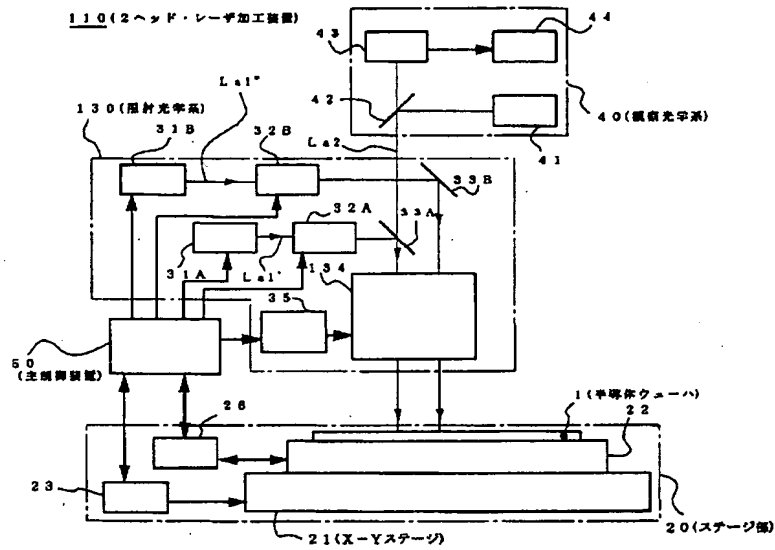 110(2ヘッド・レーザ加工装置)
43
44
La1"
42
40(観察光学系)
130(照射光学系)
31B
32B
La2
41
33B
32A
33A
31A
La1'
134
35
50
(主制御装置)
1(半導体ウェーハ)
26
22
23
21(X-Yステージ)
20(ステージ部)